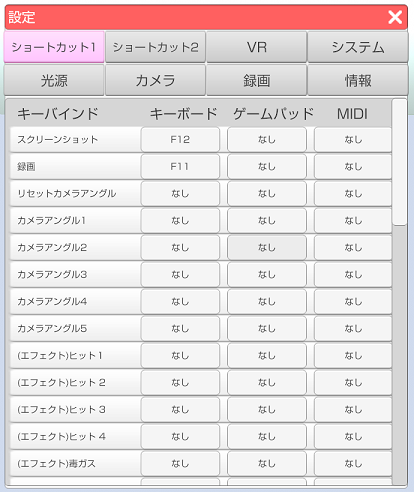 設定
ショートカット1 ショートカット2 VR システム
光源 カメラ 録画 情報
キーバインド キーボード ゲームパッド MIDI
スクリーンショット F12 なし なし
録画 F11 なし なし
リセットカメラアングル なし なし なし
カメラアングル1 なし なし なし
カメラアングル2 なし なし なし
カメラアングル3 なし なし なし
カメラアングル4 なし なし なし
カメラアングル5 なし なし なし
(エフェクト)ヒット1 なし なし なし
(エフェクト)ヒット2 なし なし なし
(エフェクト)ヒット3 なし なし なし
(エフェクト)ヒット4 なし なし なし
(エフェクト)毒ガス なし なし なし